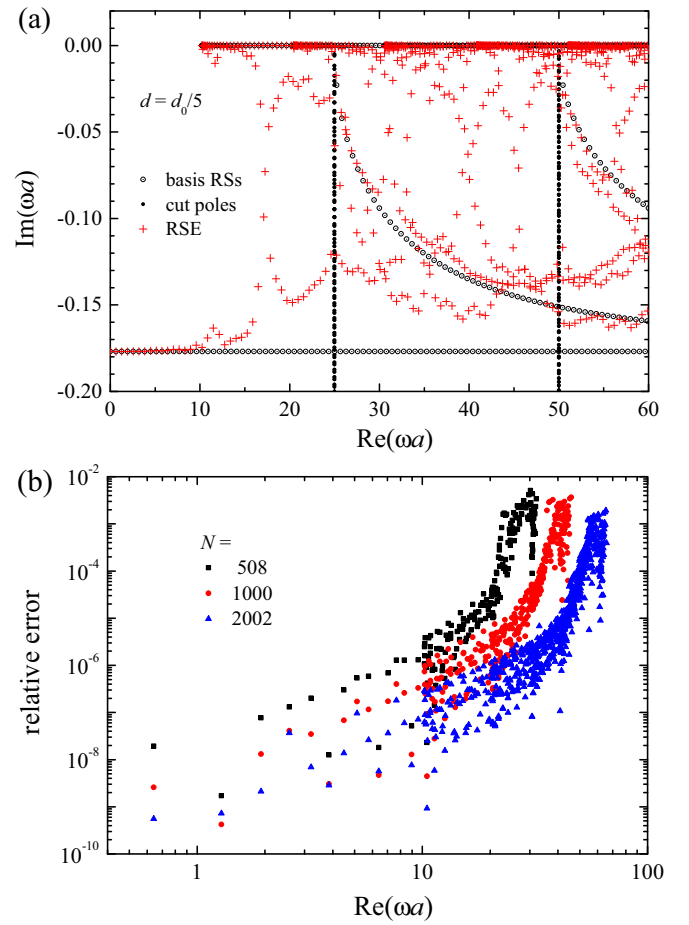 (a)
0.00
-0.05
-0.10
-0.15
-0.20
Im(ωa)
d = d₀/5
basis RSs
cut poles
RSE
0 10 20 30 40 50 60
Re(ωa)
(b)
10⁻²
10⁻⁴
10⁻⁶
10⁻⁸
10⁻¹⁰
relative error
N =
508
1000
2002
1 10 100
Re(ωa)